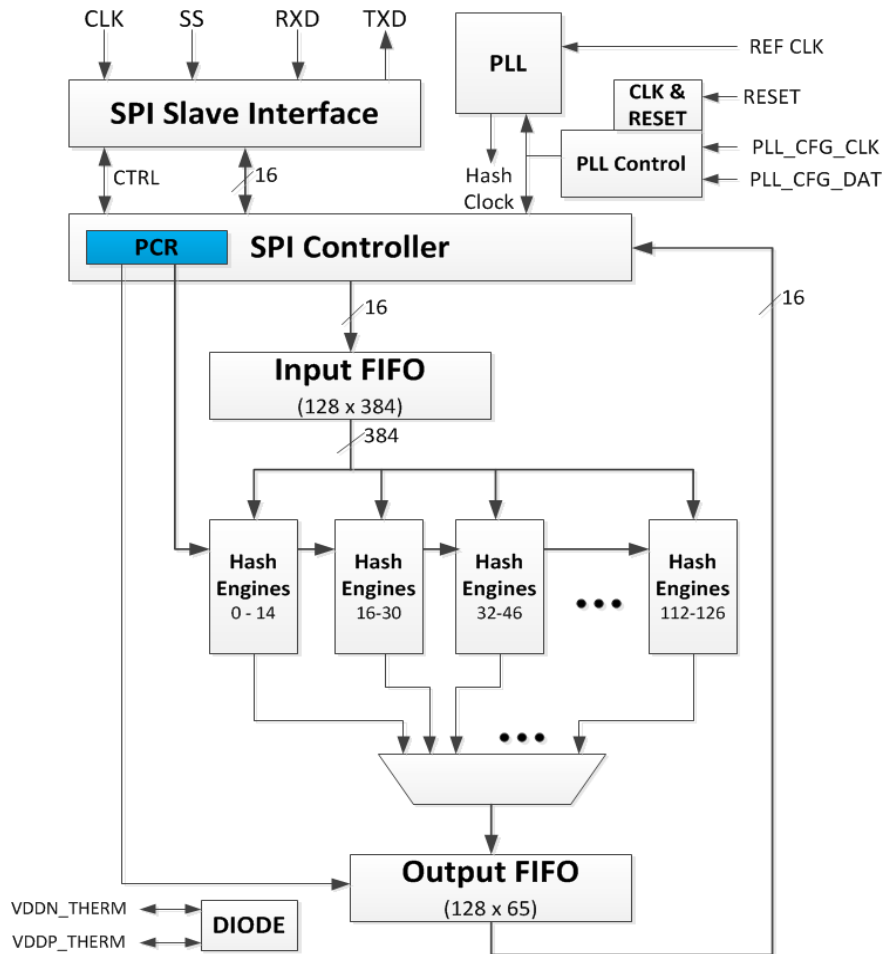 CLK
SS
RXD
TXD
REF CLK
PLL
CLK &
RESET
RESET
SPI Slave Interface
PLL Control
PLL_CFG_CLK
PLL_CFG_DAT
CTRL
16
Hash
Clock
PCR
SPI Controller
16
16
Input FIFO
(128 x 384)
384
Hash
Engines
0 - 14
Hash
Engines
16-30
Hash
Engines
32-46
Hash
Engines
112-126
Output FIFO
(128 x 65)
VDDN_THERM
VDDP_THERM
DIODE